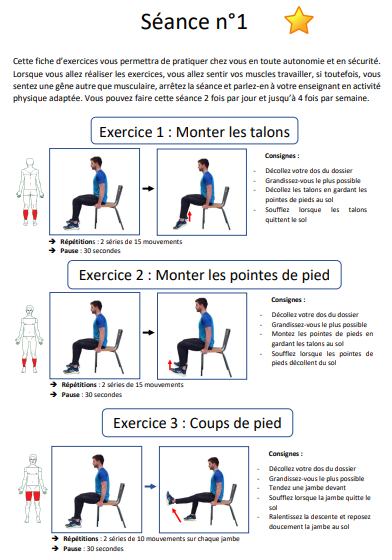 Séance n°1
Cette fiche d'exercices vous permettra de pratiquer chez vous en toute autonomie et en sécurité.
Lorsque vous allez réaliser les exercices, vous allez sentir vos muscles travailler, si toutefois, vous
sentez une gêne autre que musculaire, arrêtez la séance et parlez-en à votre enseignant en activité
physique adaptée. Vous pouvez faire cette séance 2 fois par jour et jusqu'à 4 fois par semaine.
Exercice 1 : Monter les talons
Consignes :
- Décollez votre dos du dossier
- Grandissez-vous le plus possible
- Décollez les talons en gardant
les pointes de pieds au sol
- Soufflez lorsque les talons
quittent le sol
➔ Répétitions : 2 séries de 15 mouvements
➔ Pause : 30 secondes
Exercice 2 : Monter les pointes de pied
Consignes :
- Décollez votre dos du dossier
- Grandissez-vous le plus possible
- Montez les pointes de pieds en
gardant les talons au sol
- Soufflez lorsque les pointes de
pieds décollent du sol
➔ Répétitions : 2 séries de 15 mouvements
➔ Pause : 30 secondes
Exercice 3 : Coups de pied
Consignes :
- Décollez votre dos du dossier
- Grandissez-vous le plus possible
- Tendez une jambe devant
- Soufflez lorsque la jambe quitte le
sol
- Ralentissez la descente et reposez
doucement la jambe au sol
➔ Répétitions : 2 séries de 10 mouvements sur chaque jambe
➔ Pause : 30 secondes